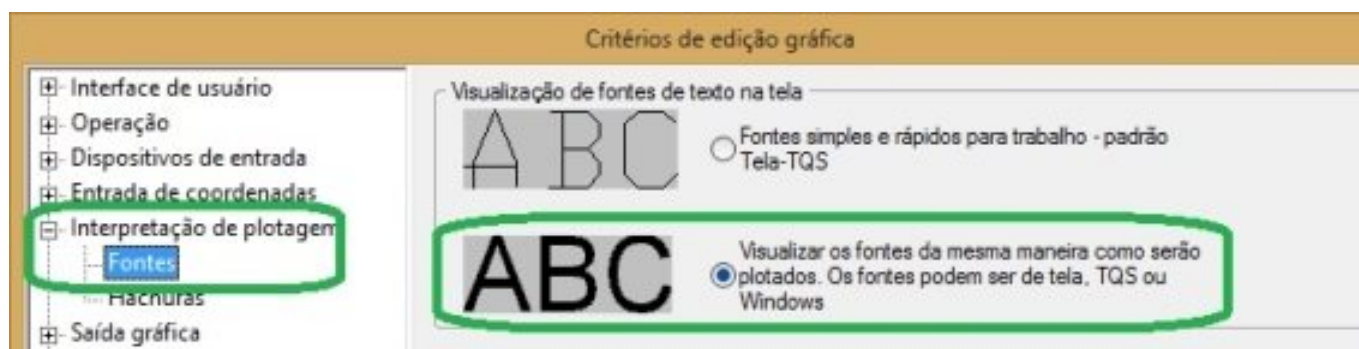 Critérios de edição gráfica
Interface de usuário
Operação
Dispositivos de entrada
Entrada de coordenadas
Interpretação de plotagem
Fontes
Hachuras
Saída gráfica
Visualização de fontes de texto na tela
ABC
Fontes simples e rápidos para trabalho - padrão
Tela-TQS
ABC
Visualizar os fontes da mesma maneira como serão
plotados. Os fontes podem ser de tela, TQS ou
Windows